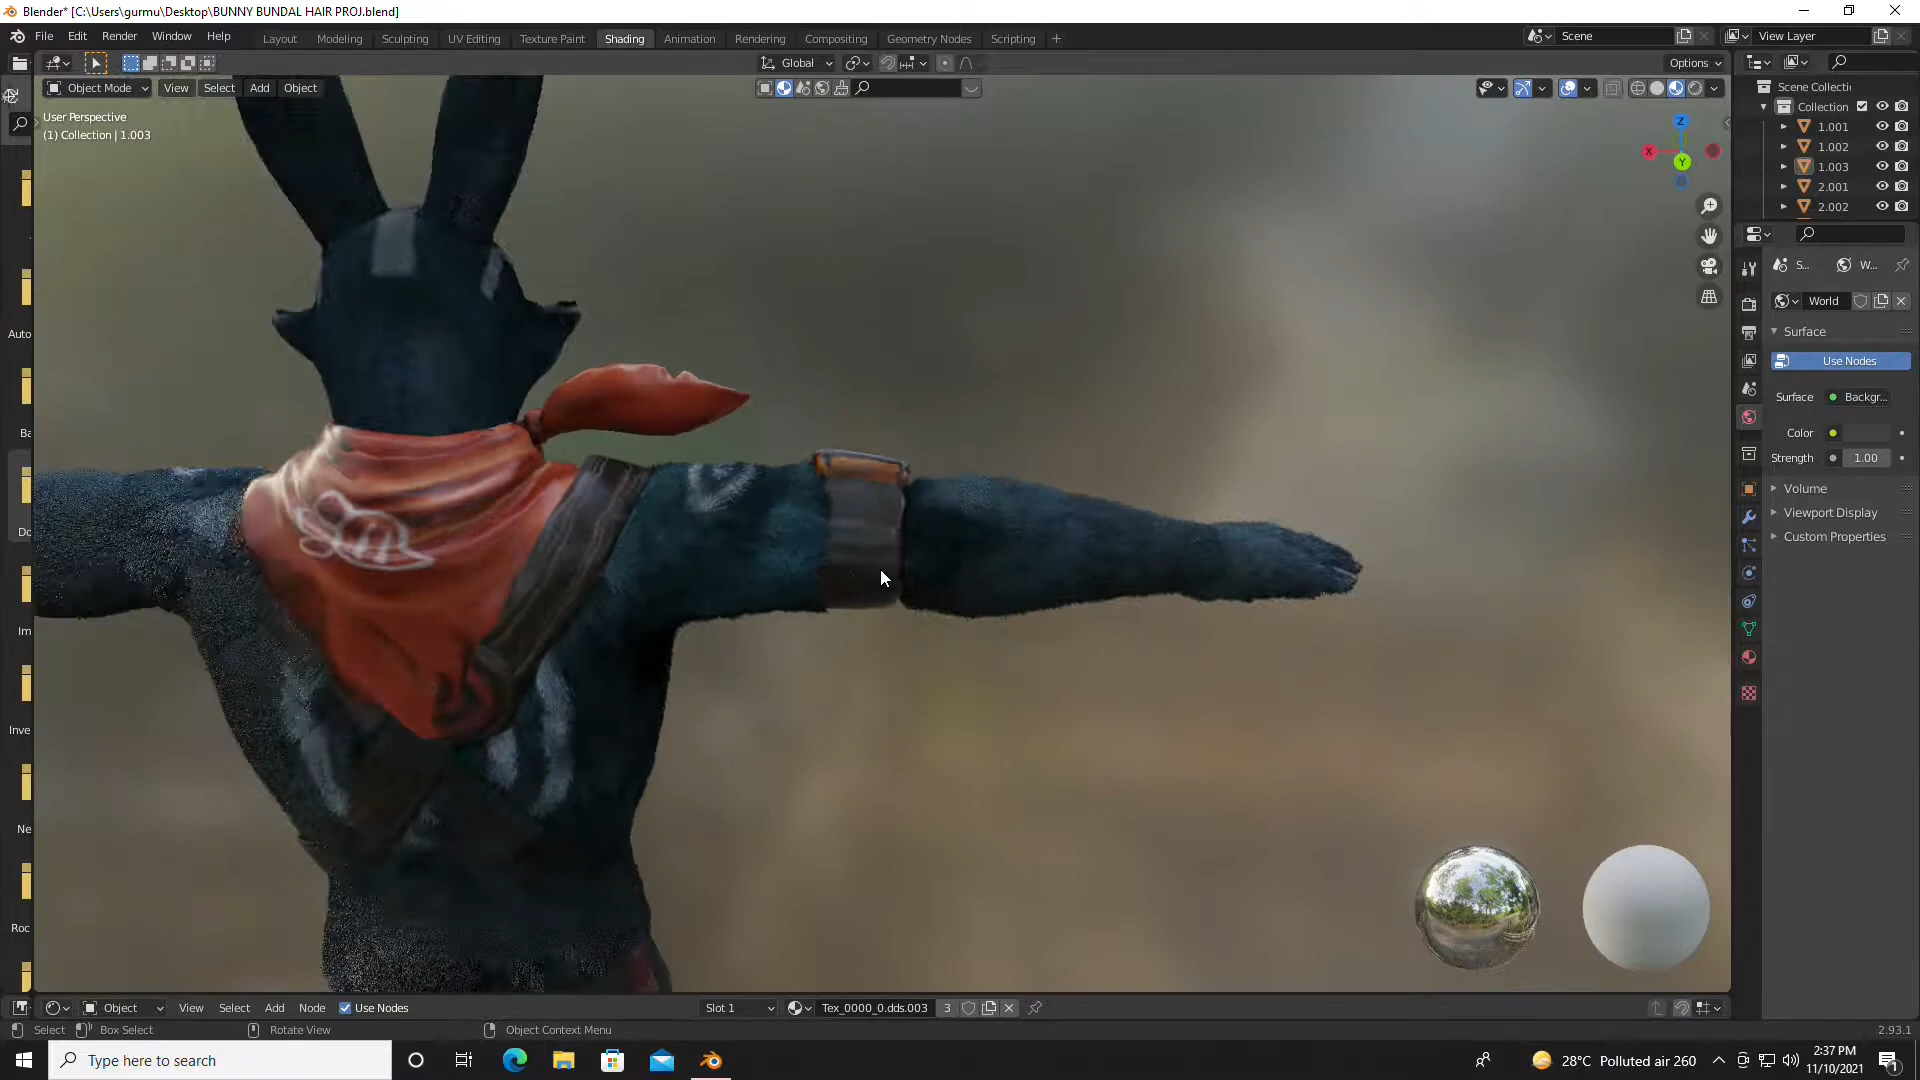 Blender* [C:\Users\gurmu\Desktop\BUNNY BUNDAL HAIR PROJ.blend]
File Edit Render Window Help Layout Modeling Sculpting UV Editing Texture Paint Shading Animation Rendering Compositing Geometry Nodes Scripting + Scene View Layer
Global Options
Object Mode View Select Add Object
User Perspective
(1) Collection | 1.003
Z
X
Y
Scene Collecti
Collection
1.001
1.002
1.003
2.001
2.002
S... W...
World
Surface
Use Nodes
Surface Backgr...
Color
Strength 1.00
Volume
Viewport Display
Custom Properties
Auto
Ba
Do
Im
Inve
Ne
Roc
Object View Select Add Node Use Nodes Slot 1 Tex_0000_0.dds.003 3
Select Box Select Rotate View Object Context Menu 2.93.1
Type here to search
28°C Polluted air 260
2:37 PM
11/10/2021
1